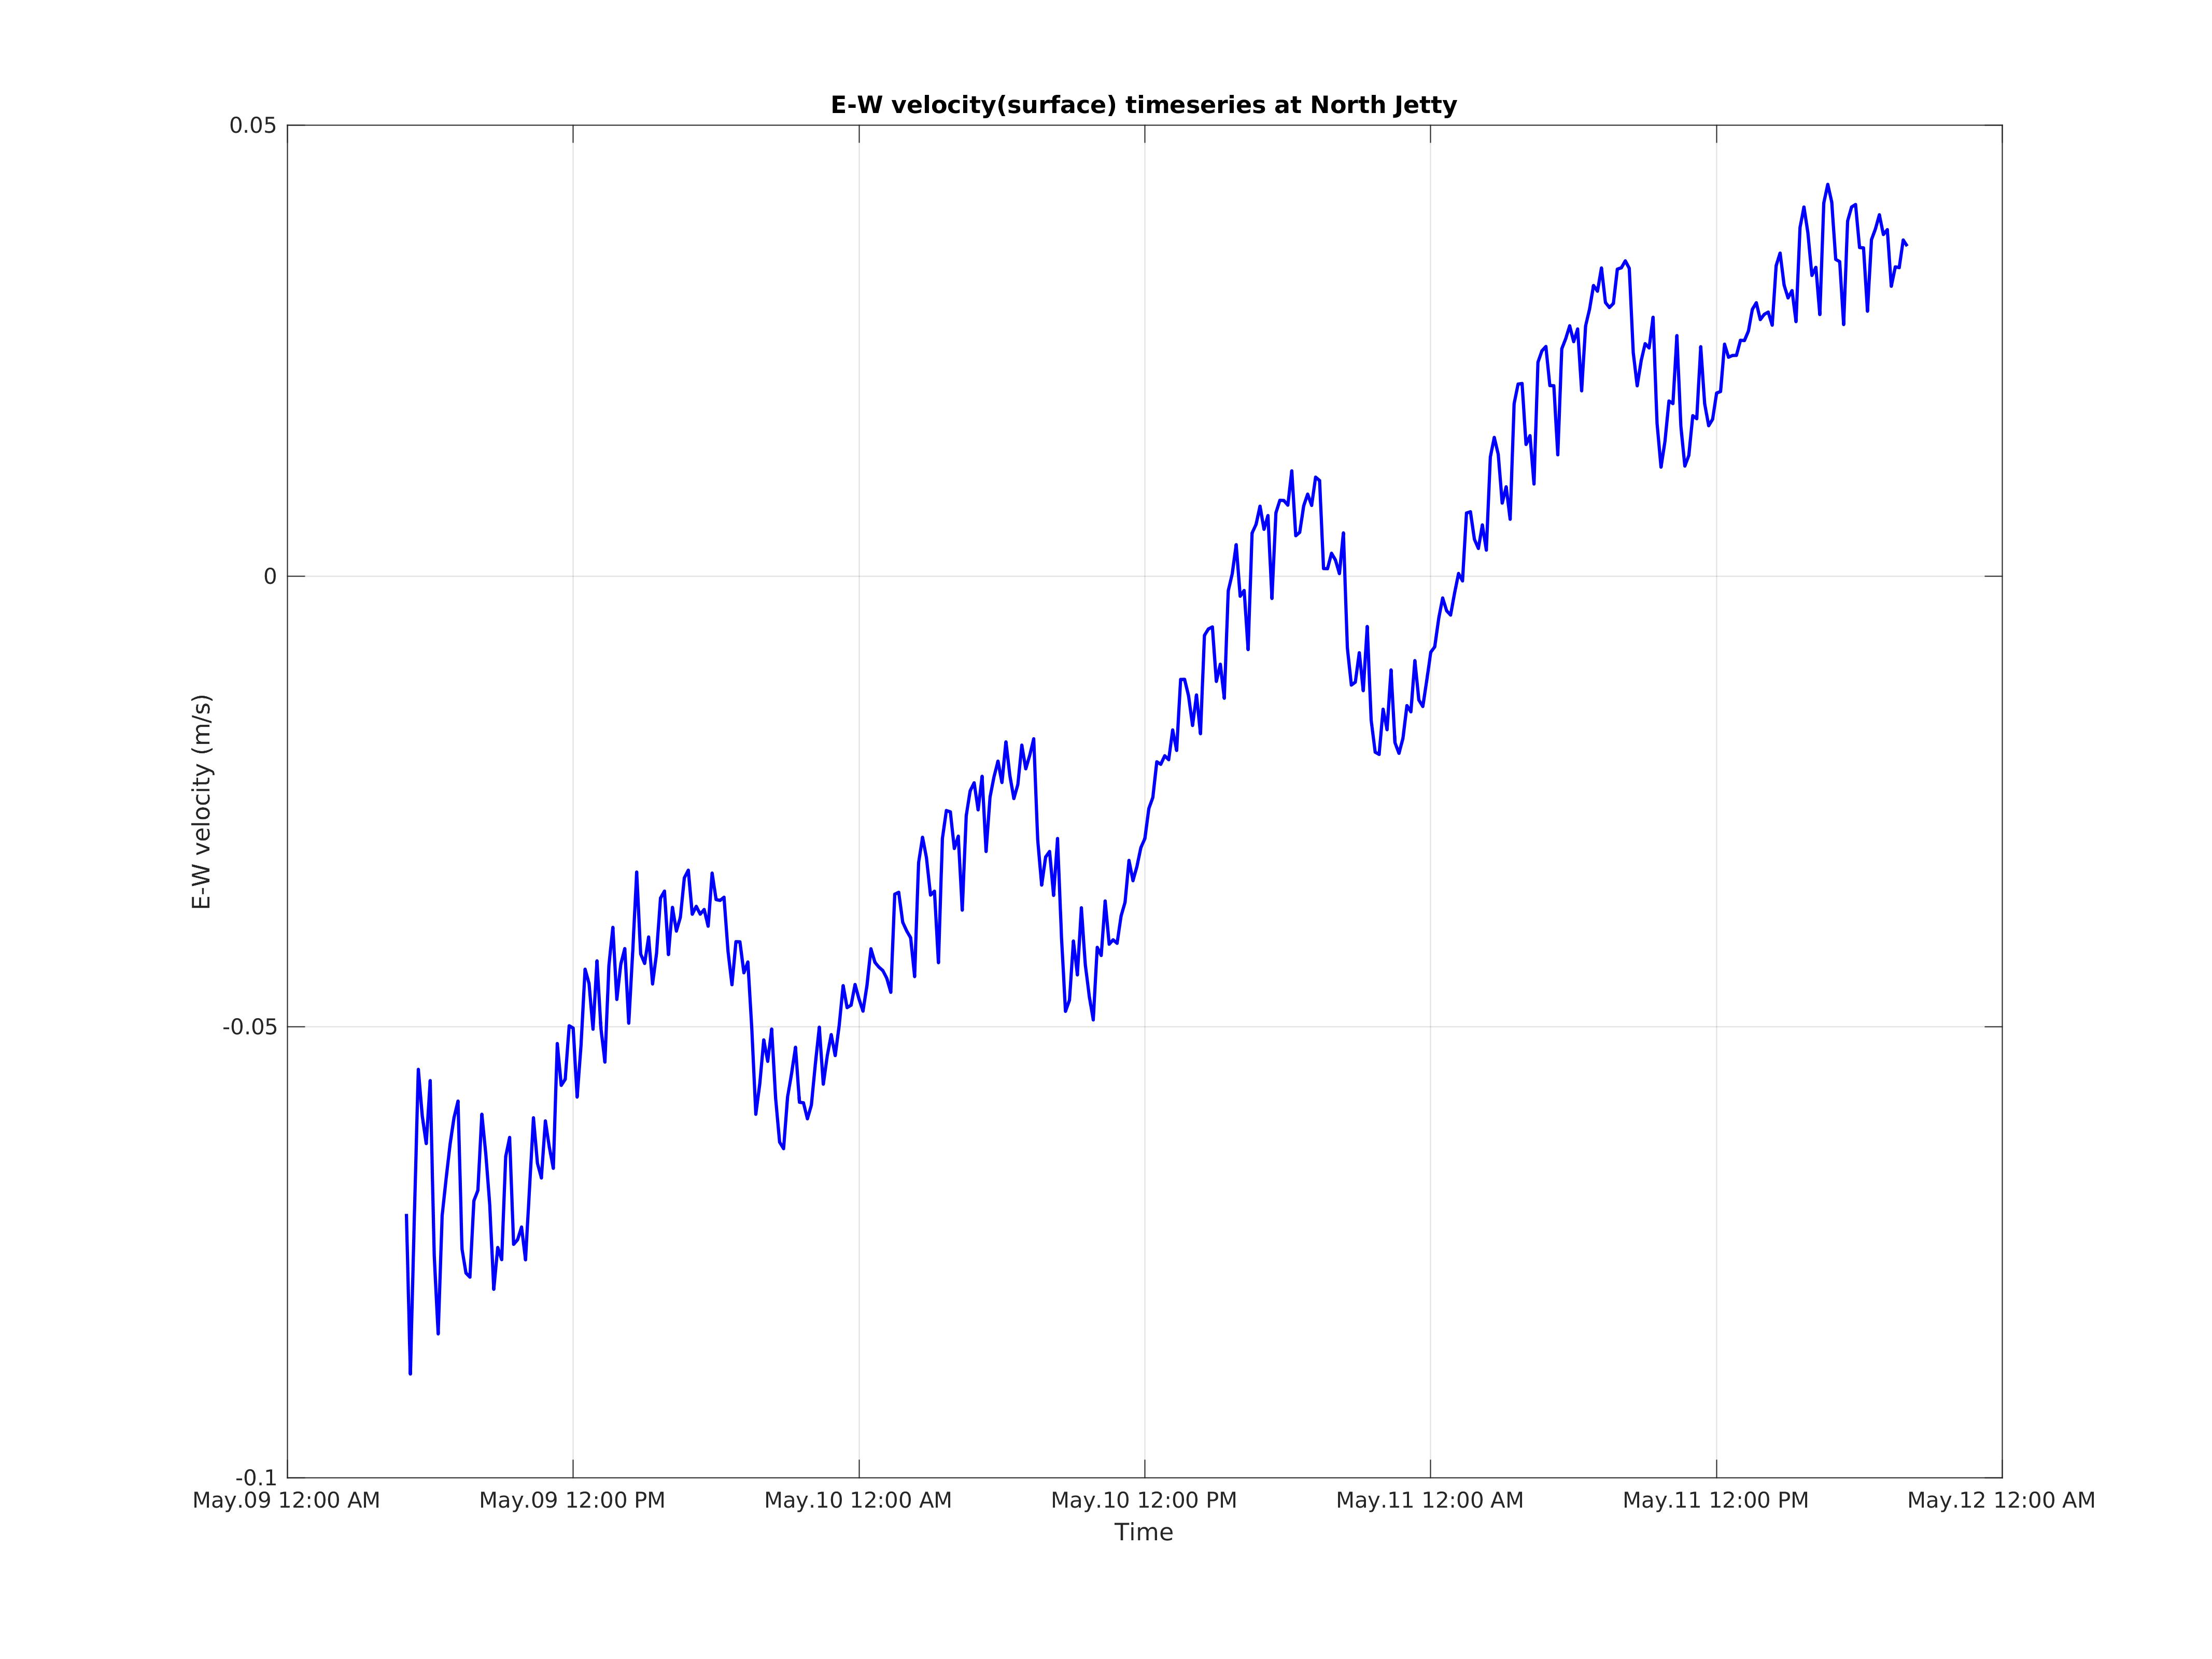 E-W velocity(surface) timeseries at North Jetty
0.05
0
-0.05
-0.1
E-W velocity (m/s)
May.09 12:00 AM
May.09 12:00 PM
May.10 12:00 AM
May.10 12:00 PM
May.11 12:00 AM
May.11 12:00 PM
May.12 12:00 AM
Time